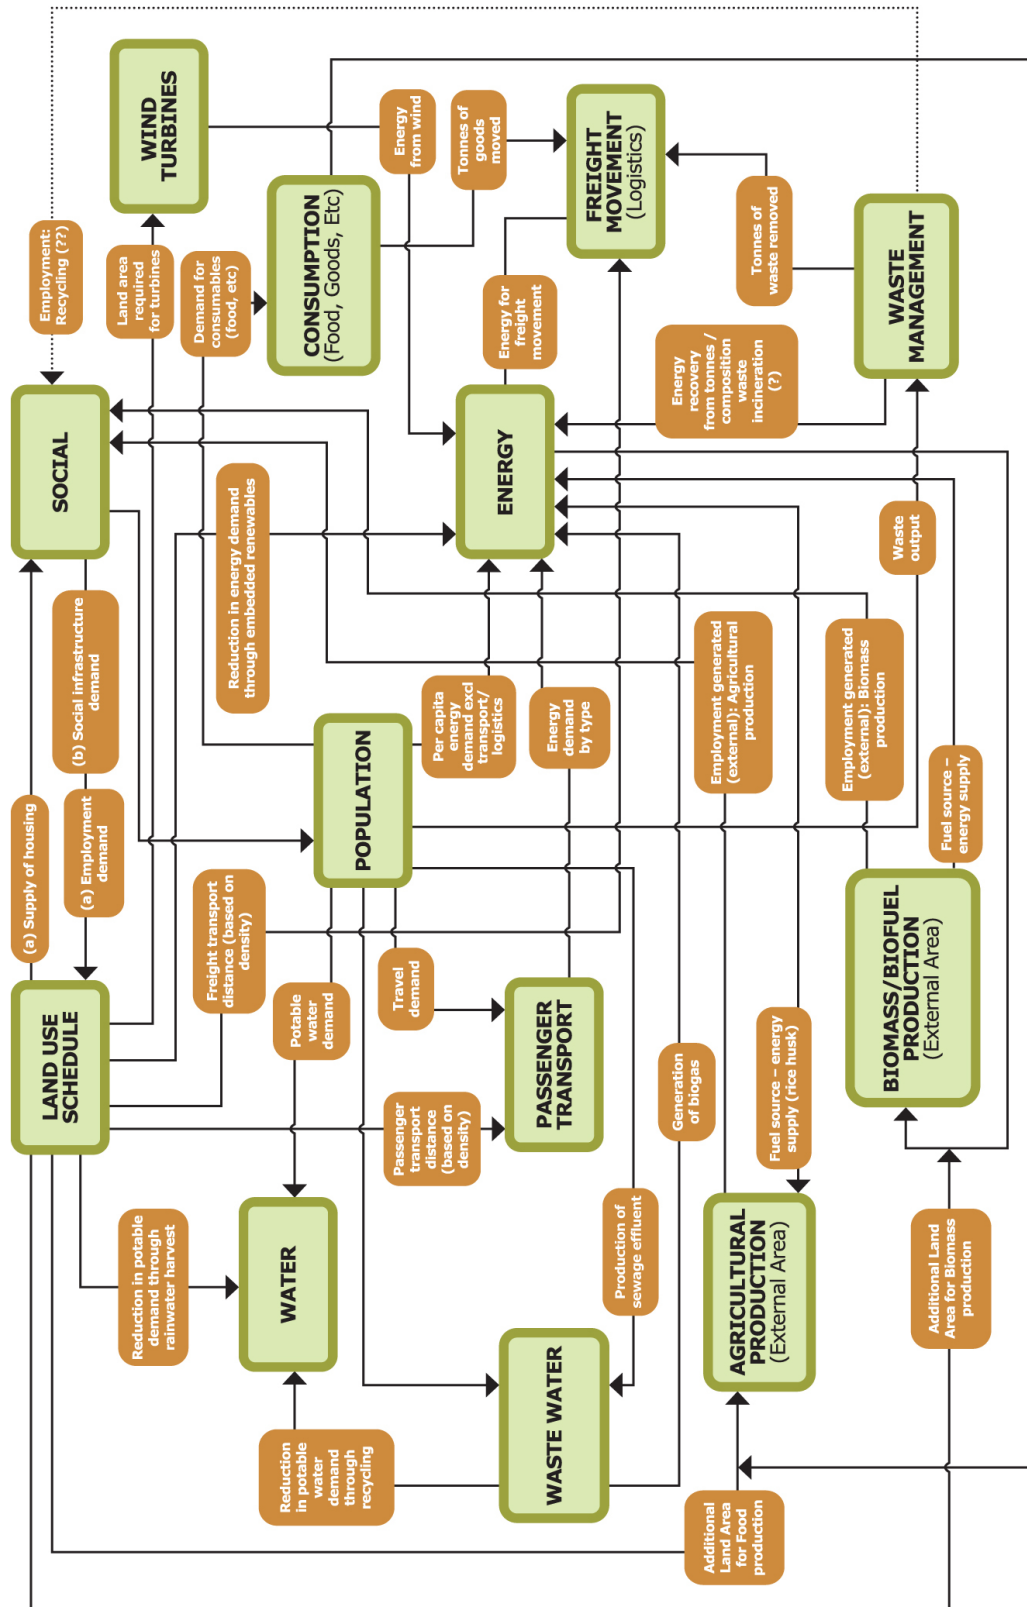 (a) Supply of housing
Employment:
Recycling (??)
LAND USE
SCHEDULE
(a) Employment
demand
(b) Social infrastructure
demand
SOCIAL
Land area
required
for turbines
WIND
TURBINES
Reduction in potable
demand through
rainwater harvest
Freight transport
distance (based on
density)
Reduction in energy demand
through embedded renewables
Demand for
consumables
(food, etc)
WATER
Potable
water
demand
POPULATION
CONSUMPTION
(Food, Goods, Etc)
Reduction
in potable
water
demand
through
recycling
Passenger
transport
distance
(based on
density)
Travel
demand
Per capita
energy
demand excl
transport/
logistics
Energy
from wind
Tonnes of
goods
moved
WASTE WATER
PASSENGER
TRANSPORT
Energy
demand
by type
ENERGY
Energy for
freight
movement
FREIGHT
MOVEMENT
(Logistics)
Production of
sewage effluent
Generation
of biogas
Energy
recovery
from tonnes /
composition
waste
incineration
(?)
Tonnes of
waste removed
Additional
Land Area
for Food
production
AGRICULTURAL
PRODUCTION
(External Area)
Fuel source – energy
supply (rice husk)
Employment generated
(external): Agricultural
production
Employment generated
(external): Biomass
production
Waste
output
WASTE
MANAGEMENT
BIOMASS/BIOFUEL
PRODUCTION
(External Area)
Fuel source –
energy supply
Additional Land
Area for Biomass
production